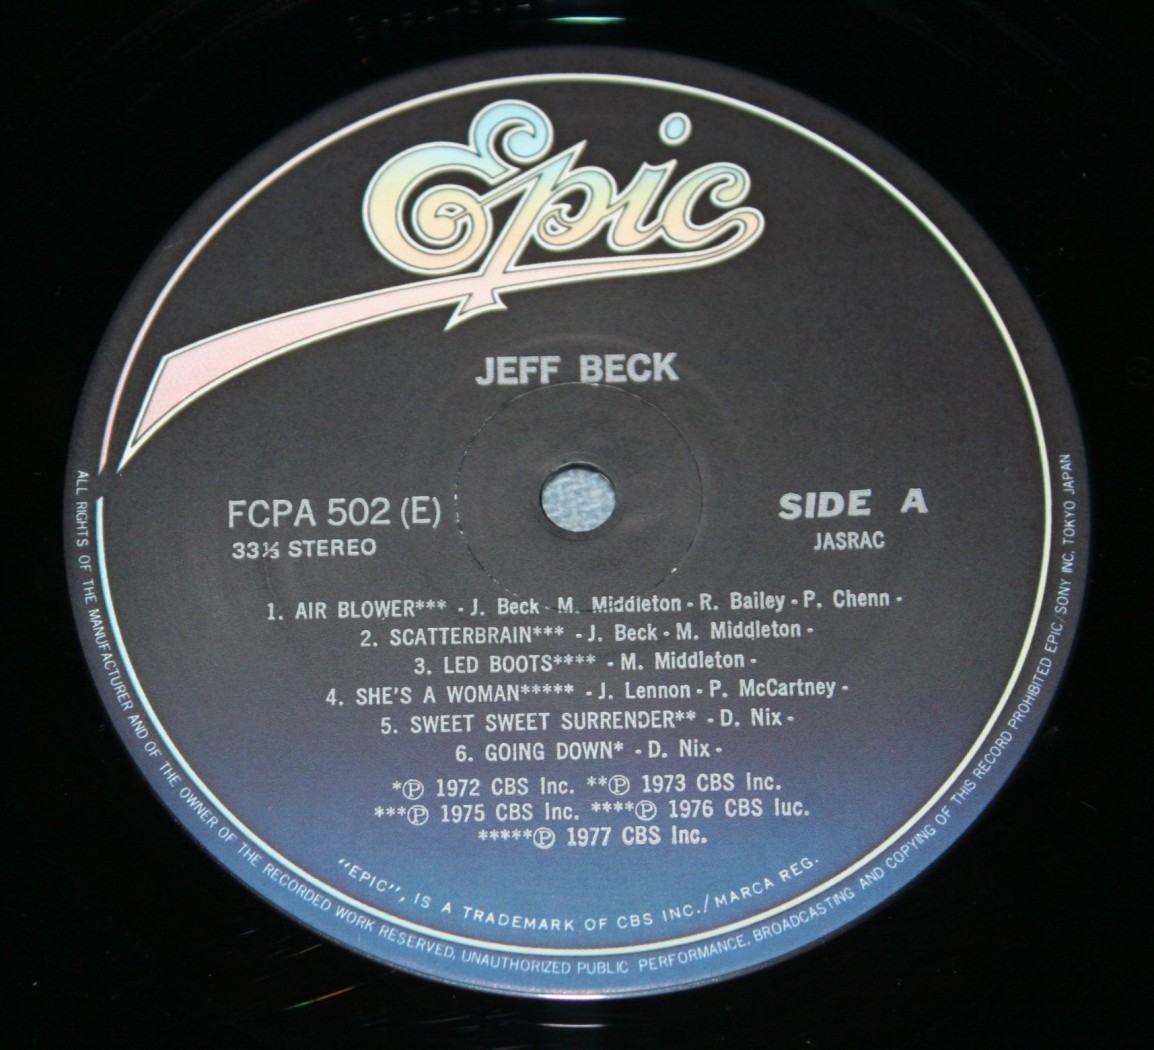 Epic
JEFF BECK
FCPA 502 (E)
33⅓ STEREO
SIDE A
JASRAC
1. AIR BLOWER*** - J. Beck - M. Middleton - R. Bailey - P. Chenn -
2. SCATTERBRAIN*** - J. Beck - M. Middleton -
3. LED BOOTS**** - M. Middleton -
4. SHE'S A WOMAN***** - J. Lennon - P. McCartney -
5. SWEET SWEET SURRENDER** - D. Nix -
6. GOING DOWN* - D. Nix -
*Ⓟ 1972 CBS Inc. **Ⓟ 1973 CBS Inc.
***Ⓟ 1975 CBS Inc. ****Ⓟ 1976 CBS Iuc.
*****Ⓟ 1977 CBS Inc.
"EPIC", IS A TRADEMARK OF CBS INC./MARCA REG.
ALL RIGHTS OF THE MANUFACTURER AND OF THE OWNER OF THE RECORDED WORK RESERVED, UNAUTHORIZED PUBLIC PERFORMANCE, BROADCASTING AND COPYING OF THIS RECORD PROHIBITED EPIC/SONY INC. TOKYO JAPAN